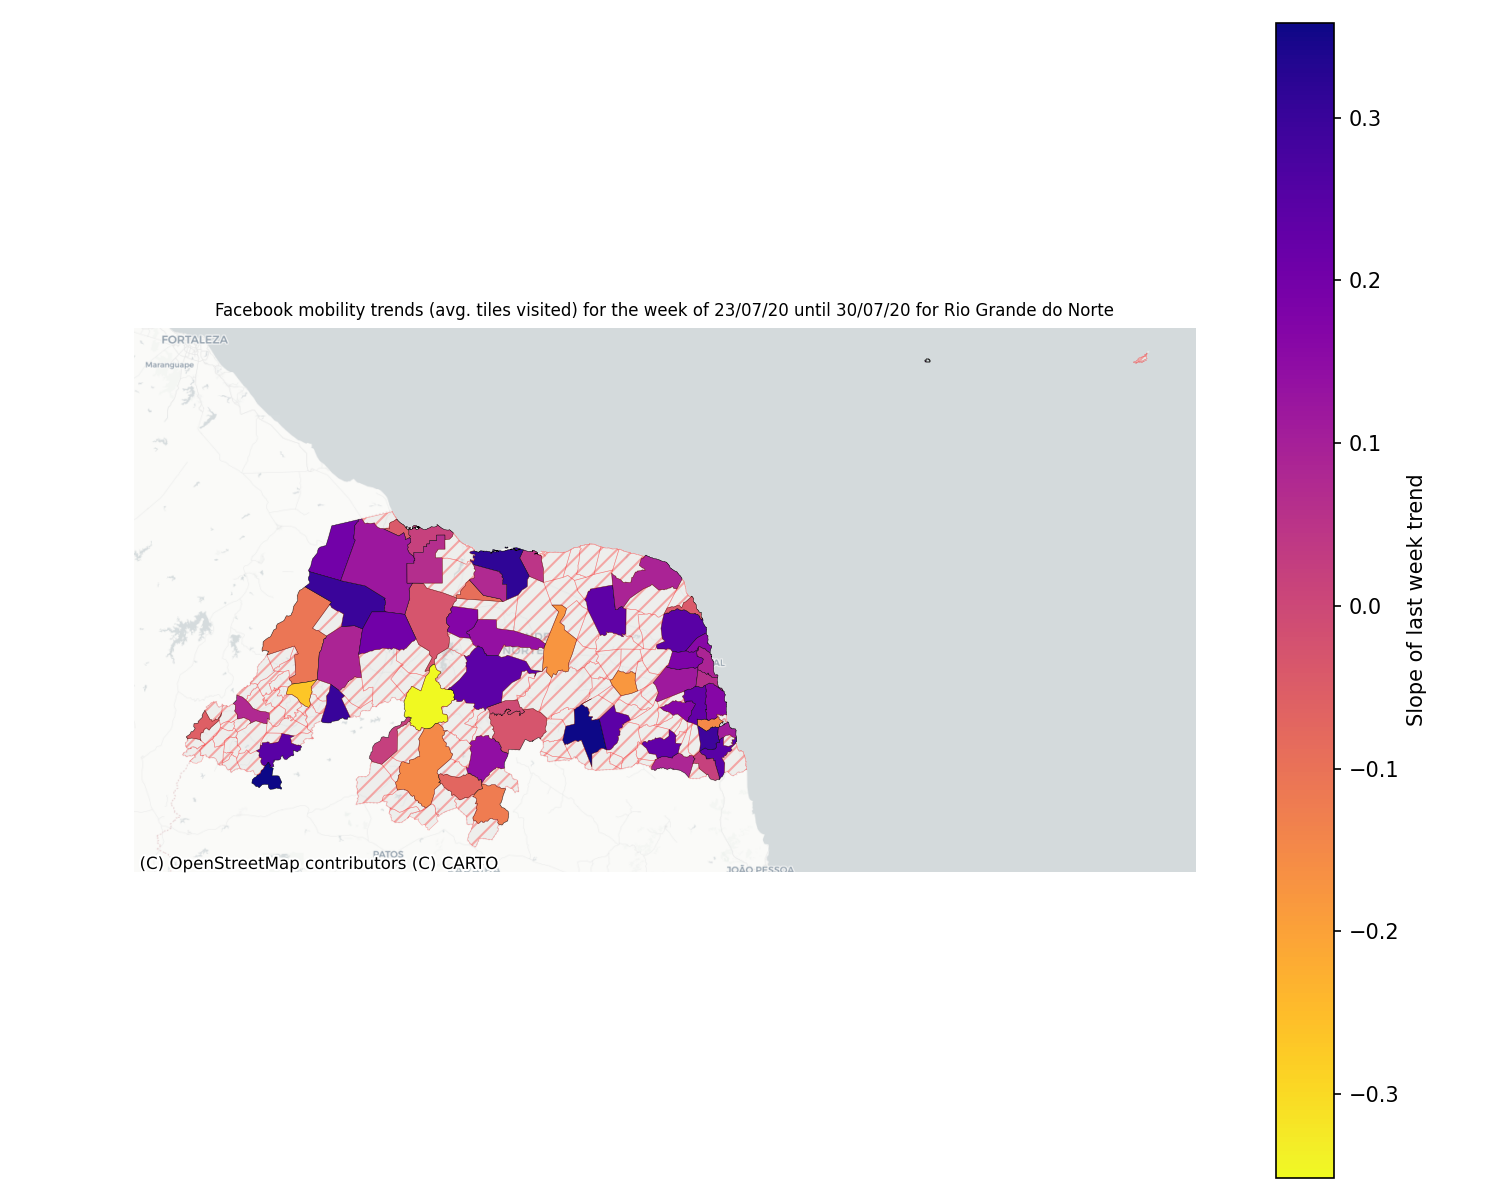 Facebook mobility trends (avg. tiles visited) for the week of 23/07/20 until 30/07/20 for Rio Grande do Norte
FORTALEZA
Maranguape
NORTE
AL
PATOS
JOÃO PESSOA
(C) OpenStreetMap contributors (C) CARTO
0.3
0.2
0.1
0.0
−0.1
−0.2
−0.3
Slope of last week trend